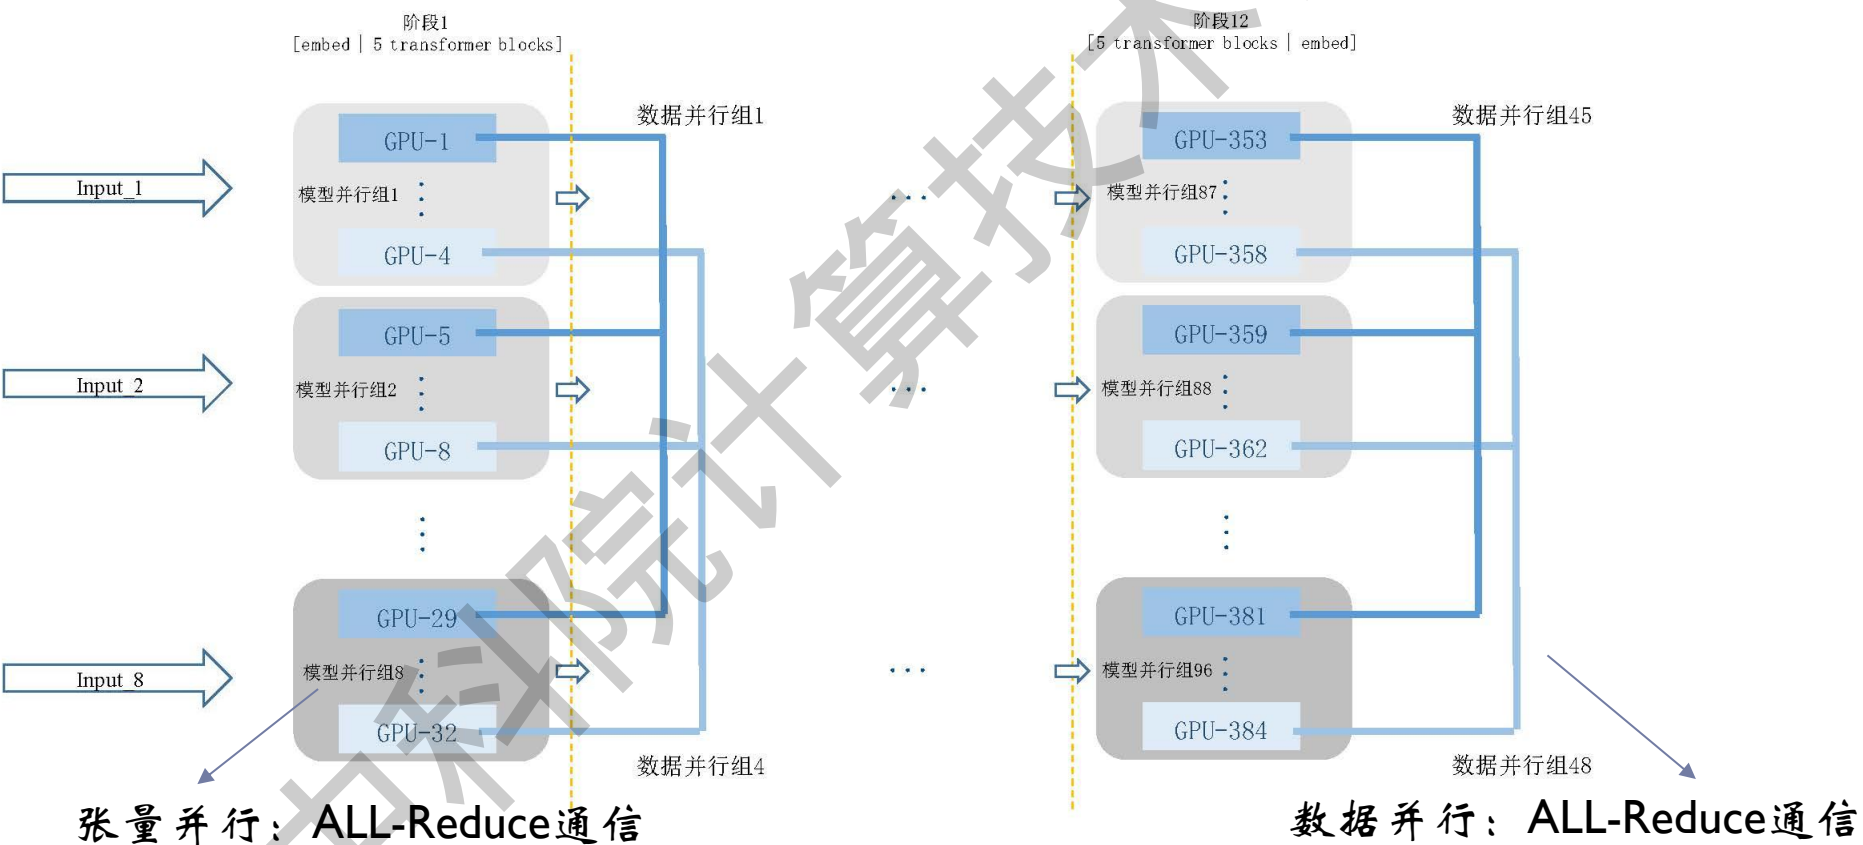 阶段1
[embed | 5 transformer blocks]
阶段12
[5 transformer blocks | embed]
数据并行组1
数据并行组45
GPU-1
GPU-353
Input_1
模型并行组1
模型并行组87
GPU-4
GPU-358
GPU-5
GPU-359
Input_2
模型并行组2
模型并行组88
GPU-8
GPU-362
GPU-29
GPU-381
Input_8
模型并行组8
模型并行组96
GPU-32
GPU-384
数据并行组4
数据并行组48
张量并行：ALL-Reduce通信
数据并行：ALL-Reduce通信
中科院计算技术